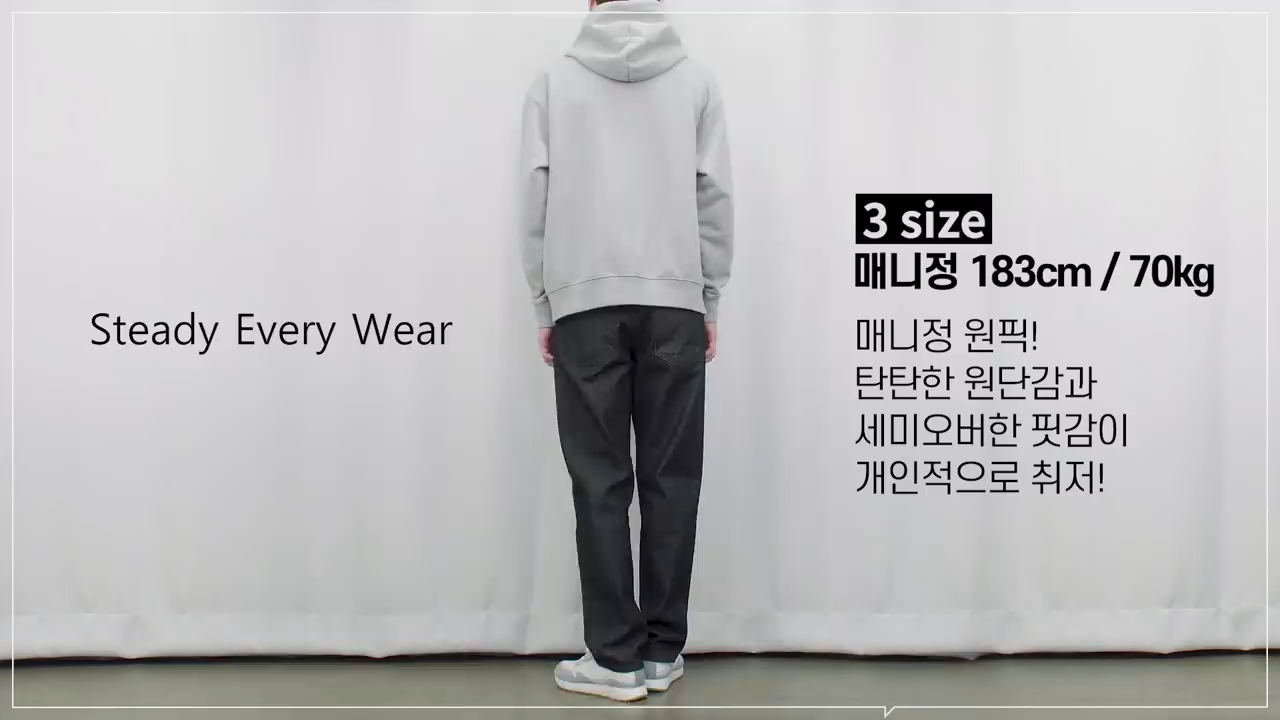 Steady Every Wear
3 size
매니정 183cm / 70kg
매니정 원픽!
탄탄한 원단감과
세미오버한 핏감이
개인적으로 취저!